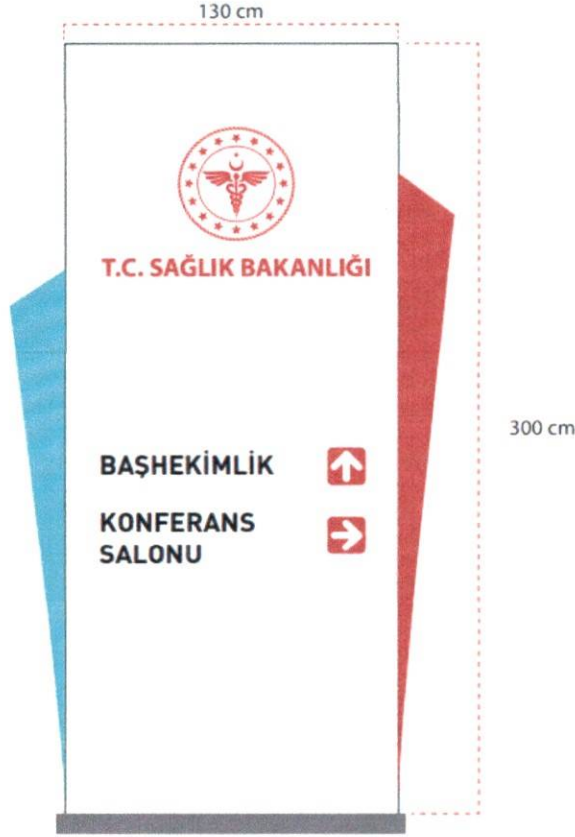 130 cm
T.C. SAĞLIK BAKANLIĞI
300 cm
BAŞHEKİMLİK
KONFERANS
SALONU